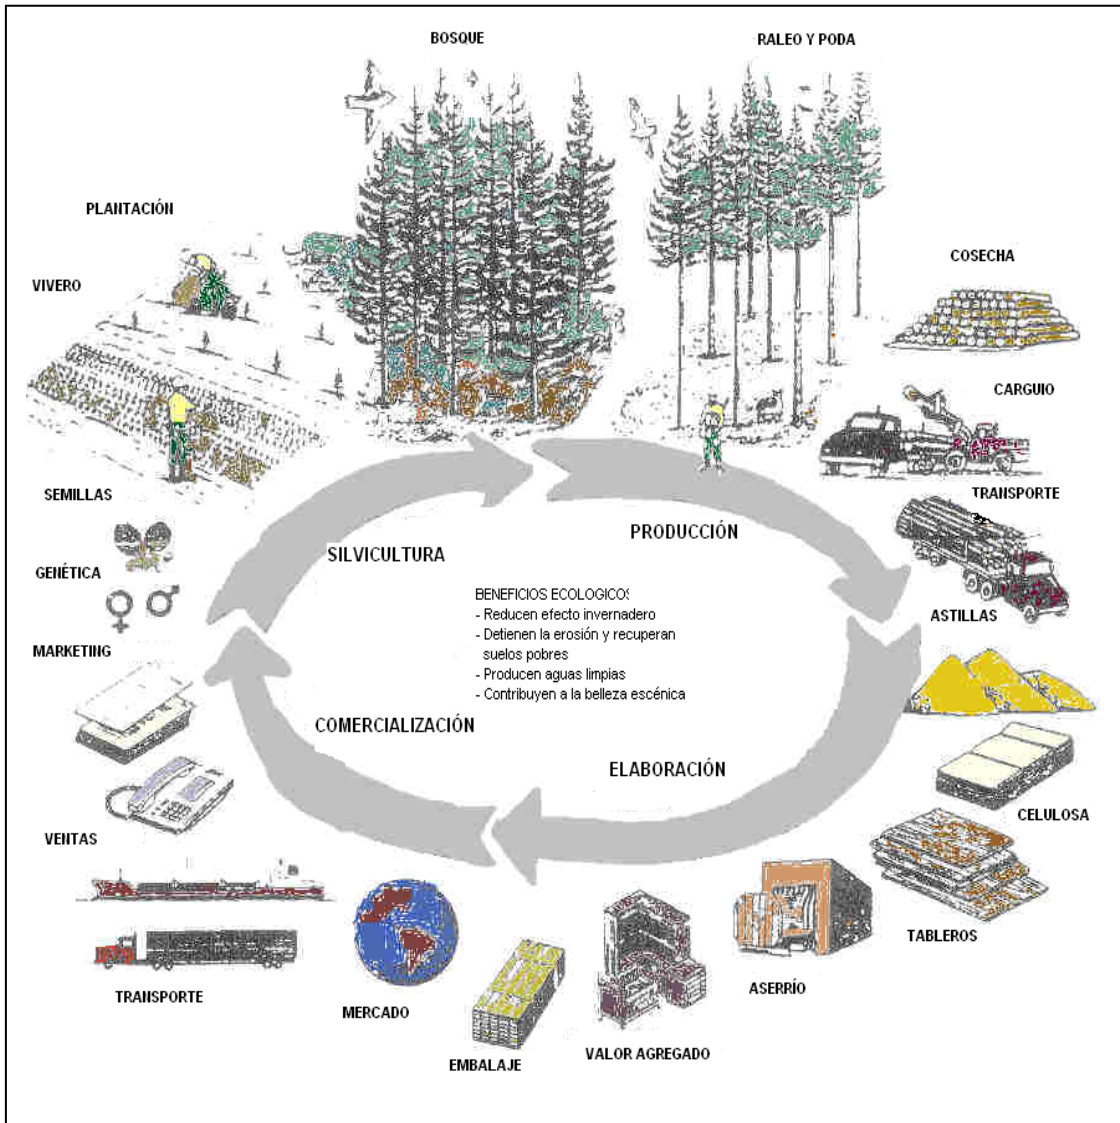 BOSQUE
RALEO Y PODA
PLANTACIÓN
VIVERO
COSECHA
CARGUIO
SEMILLAS
TRANSPORTE
PRODUCCIÓN
SILVICULTURA
GENÉTICA
BENEFICIOS ECOLOGICOS
- Reducen efecto invernadero
- Detienen la erosión y recuperan
suelos pobres
- Producen aguas limpias
- Contribuyen a la belleza escénica
ASTILLAS
MARKETING
COMERCIALIZACIÓN
ELABORACIÓN
CELULOSA
VENTAS
TABLEROS
ASERRÍO
TRANSPORTE
MERCADO
VALOR AGREGADO
EMBALAJE